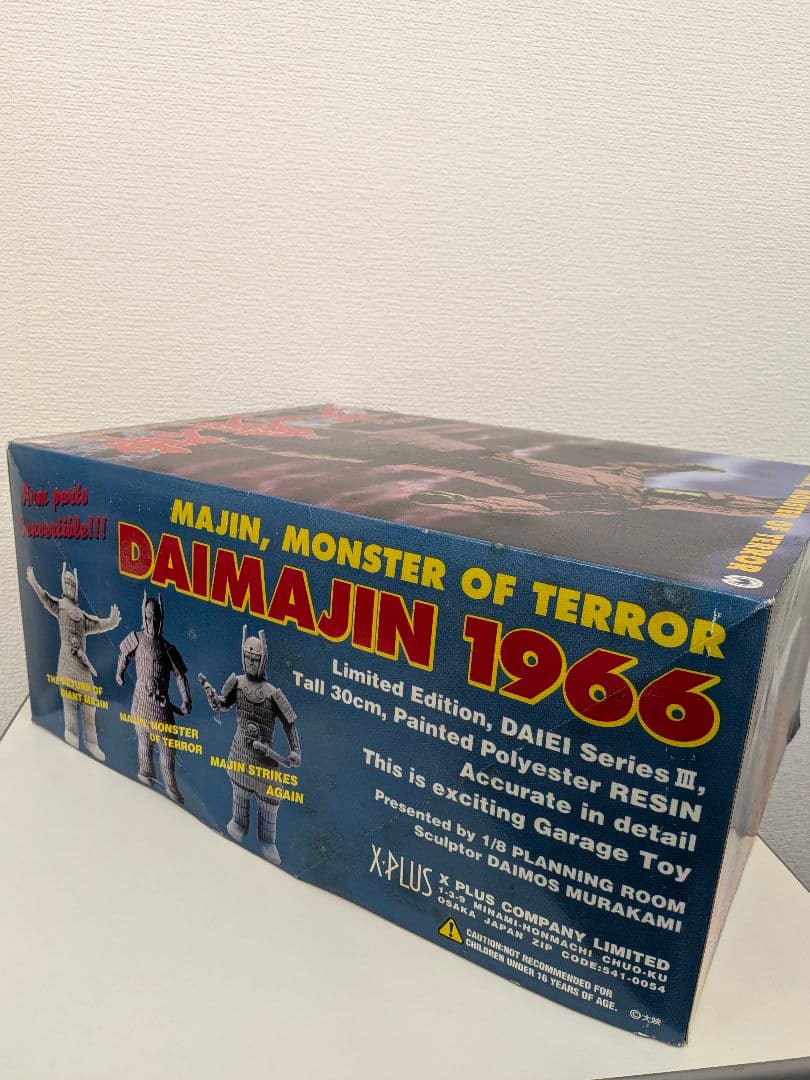 Arm parts
Convertible!!!
MAJIN, MONSTER OF TERROR
DAIMAJIN 1966
THE RETURN OF
GIANT MAJIN
MAJIN, MONSTER
OF TERROR
MAJIN STRIKES
AGAIN
Limited Edition, DAIEI Series Ⅲ,
Tall 30cm, Painted Polyester RESIN
Accurate in detail
This is exciting Garage Toy
Presented by 1/8 PLANNING ROOM
Sculptor DAIMOS MURAKAMI
X·PLUS
X PLUS COMPANY LIMITED
1-3-9 MINAMI-HONMACHI CHUO-KU
OSAKA JAPAN ZIP CODE:541-0054
CAUTION:NOT RECOMMENDED FOR
CHILDREN UNDER 16 YEARS OF AGE.
©大映
OF TERROR